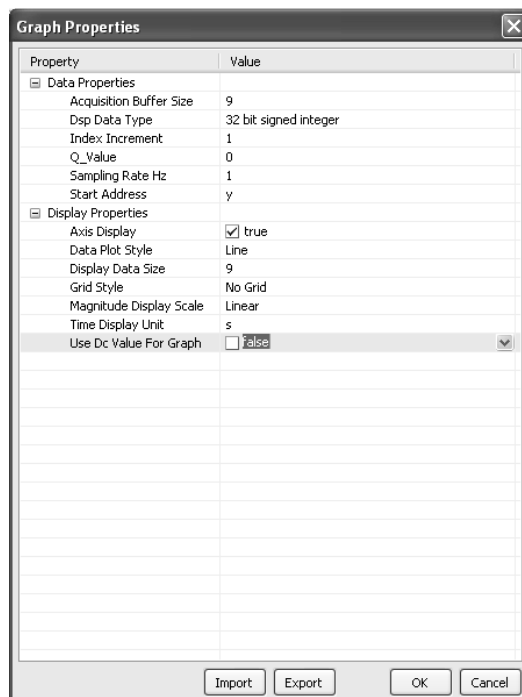 Graph Properties
Property Value
Data Properties
Acquisition Buffer Size 9
Dsp Data Type 32 bit signed integer
Index Increment 1
Q_Value 0
Sampling Rate Hz 1
Start Address y
Display Properties
Axis Display true
Data Plot Style Line
Display Data Size 9
Grid Style No Grid
Magnitude Display Scale Linear
Time Display Unit s
Use Dc Value For Graph false
Import Export OK Cancel